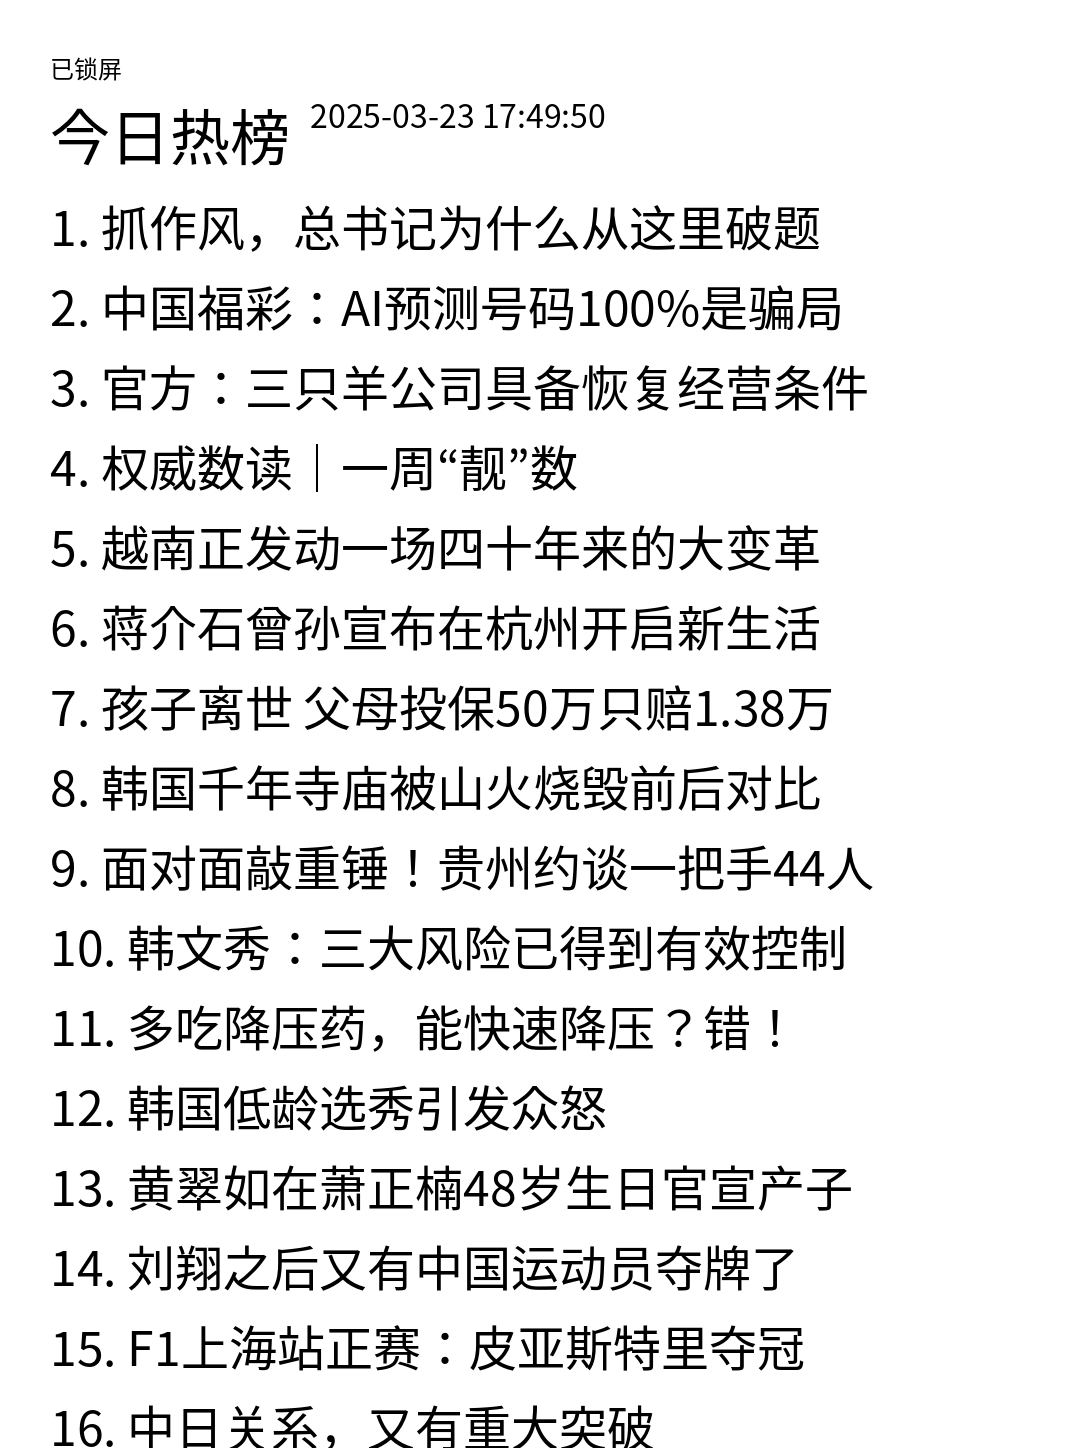 已锁屏
今日热榜 2025-03-23 17:49:50
1. 抓作风，总书记为什么从这里破题
2. 中国福彩：AI预测号码100%是骗局
3. 官方：三只羊公司具备恢复经营条件
4. 权威数读｜一周“靓”数
5. 越南正发动一场四十年来的大变革
6. 蒋介石曾孙宣布在杭州开启新生活
7. 孩子离世 父母投保50万只赔1.38万
8. 韩国千年寺庙被山火烧毁前后对比
9. 面对面敲重锤！贵州约谈一把手44人
10. 韩文秀：三大风险已得到有效控制
11. 多吃降压药，能快速降压？错！
12. 韩国低龄选秀引发众怒
13. 黄翠如在萧正楠48岁生日官宣产子
14. 刘翔之后又有中国运动员夺牌了
15. F1上海站正赛：皮亚斯特里夺冠
16. 中日关系，又有重大突破